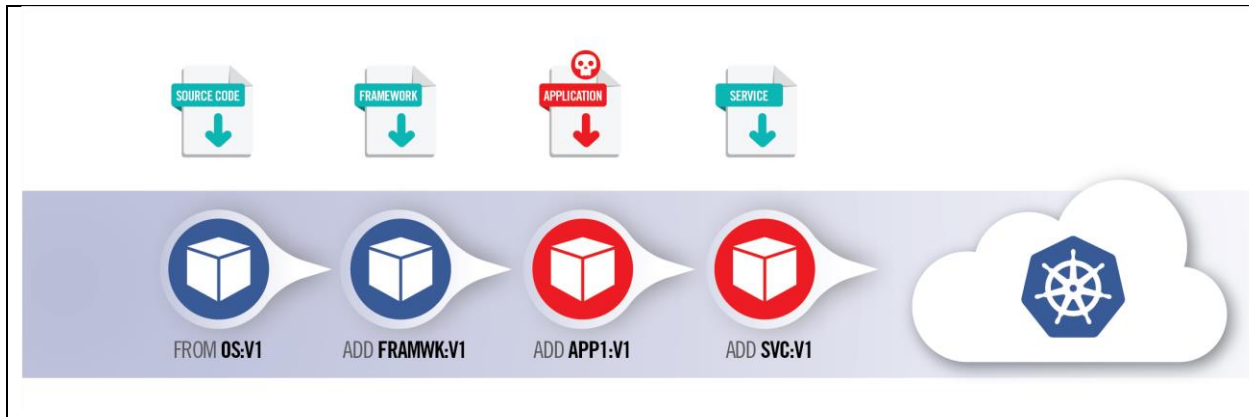 SOURCE CODE
FRAMEWORK
APPLICATION
SERVICE
FROM OS:V1
ADD FRAMWK:V1
ADD APP1:V1
ADD SVC:V1